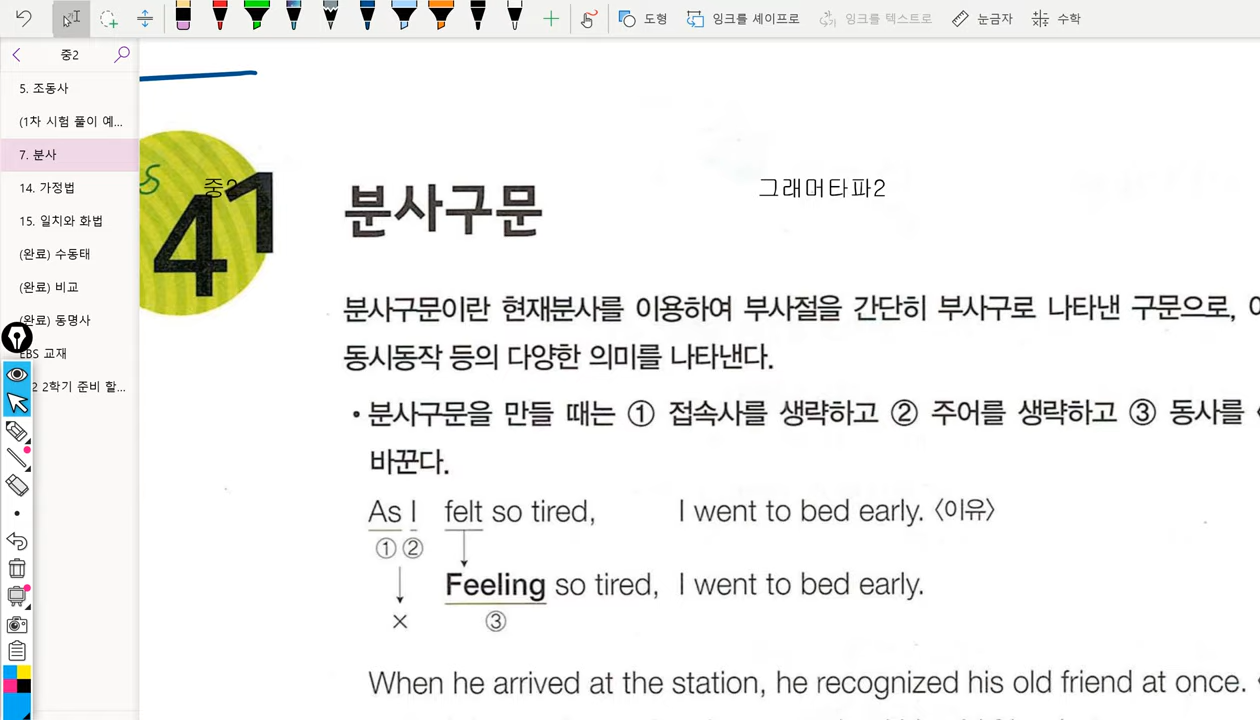 도형 잉크를 셰이프로 잉크를 텍스트로 눈금자 수학
중2
5. 조동사
(1차 시험 풀이 예...
7. 분사
14. 가정법
15. 일치와 화법
(완료) 수동태
(완료) 비교
완료) 동명사
EBS 교재
2 2학기 준비 할...
41
중2
분사구문
그래머타파2
분사구문이란 현재분사를 이용하여 부사절을 간단히 부사구로 나타낸 구문으로,
동시동작 등의 다양한 의미를 나타낸다.
• 분사구문을 만들 때는 ① 접속사를 생략하고 ② 주어를 생략하고 ③ 동사를
바꾼다.
As I felt so tired, I went to bed early. 〈이유〉
① ②
Feeling so tired, I went to bed early.
× ③
When he arrived at the station, he recognized his old friend at once.